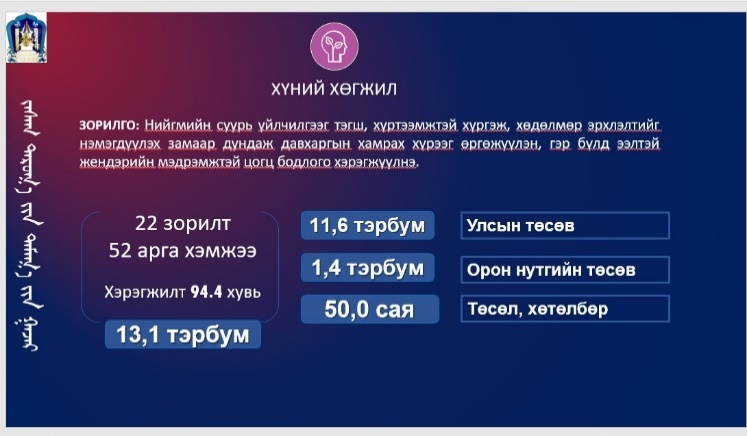 ХҮНИЙ ХӨГЖИЛ
ЗОРИЛГО: Нийгмийн суурь үйлчилгээг тэгш, хүртээмжтэй хүргэж, хөдөлмөр эрхлэлтийг
нэмэгдүүлэх замаар дундаж давхаргын хамрах хүрээг өргөжүүлэн, гэр бүлд ээлтэй
жендэрийн мэдрэмжтэй цогц бодлого хэрэгжүүлнэ.
22 зорилт
52 арга хэмжээ
Хэрэгжилт 94.4 хувь
13,1 тэрбум
11,6 тэрбум
Улсын төсөв
1,4 тэрбум
Орон нутгийн төсөв
50,0 сая
Төсөл, хөтөлбөр